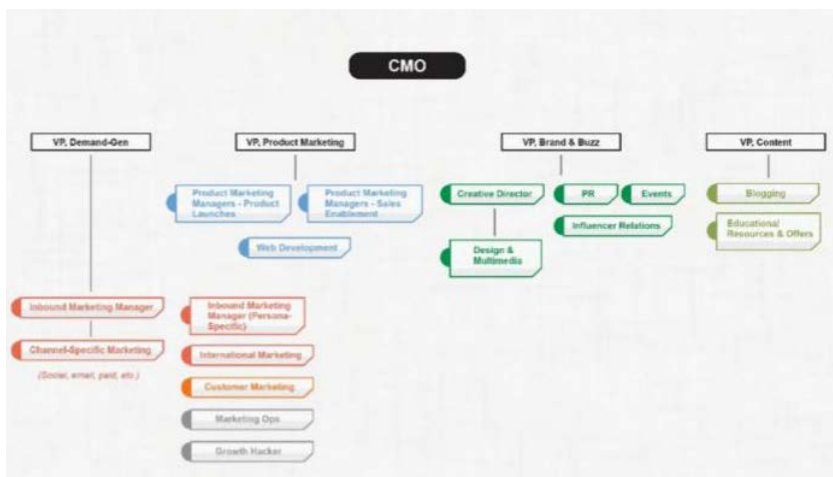 CMO
VP, Demand-Gen
VP, Product Marketing
VP, Brand & Buzz
VP, Content
Product Marketing
Managers - Product
Launches
Product Marketing
Managers - Sales
Enablement
Web Development
Creative Director
PR
Events
Influencer Relations
Design &
Multimedia
Blogging
Educational
Resources & Offers
Inbound Marketing Manager
Channel-Specific Marketing
(Social, email, paid, etc.)
Inbound Marketing
Manager (Persona-
Specific)
International Marketing
Customer Marketing
Marketing Ops
Growth Hacker